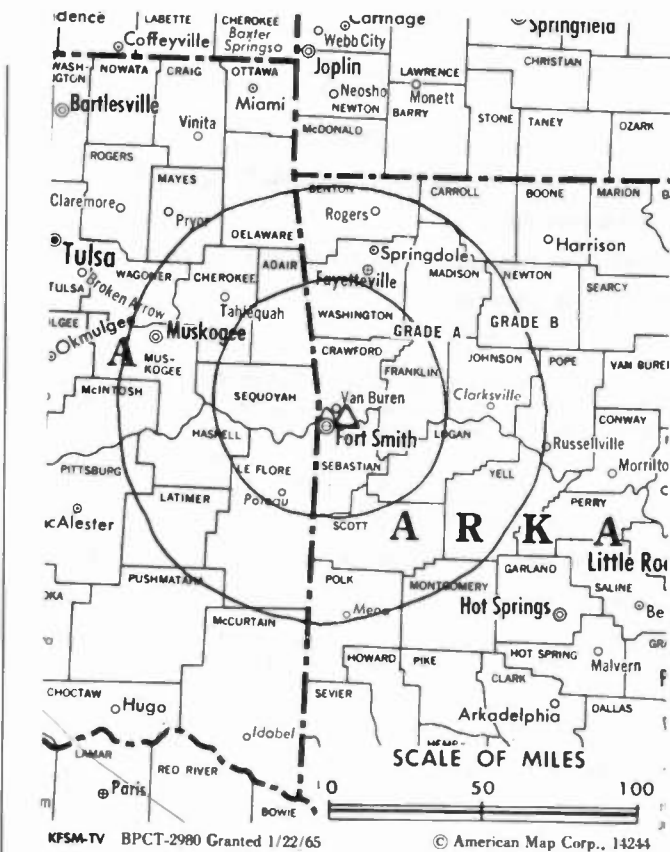 dence
LABETTE
CHEROKEE
Baxter
Springs
Coffeyville
Carthage
Webb City
Springfield
Joplin
CHRISTIAN
WASH-
INGTON
NOWATA
CRAIG
OTTAWA
Miami
Neosho
NEWTON
LAWRENCE
Monett
BARRY
STONE
TANEY
OZARK
Bartlesville
Vinita
McDONALD
ROGERS
MAYES
Claremore
Pryor
DELAWARE
BENTON
Rogers
CARROLL
BOONE
MARION
Harrison
Tulsa
TULSA
Broken Arrow
WAGONER
CHEROKEE
ADAIR
Springdale
Fayetteville
MADISON
NEWTON
SEARCY
Tahlequah
WASHINGTON
GRADE A
GRADE B
Okmulgee
Muskogee
A
MUS-
KOGEE
CRAWFORD
FRANKLIN
JOHNSON
POPE
VAN BUREN
McINTOSH
SEQUOYAH
Van Buren
Clarksville
CONWAY
Fort Smith
HASKELL
LOGAN
Russellville
Morrilton
PITTSBURG
LE FLORE
SEBASTIAN
YELL
LATIMER
Poteau
PERRY
McAlester
SCOTT
A R K A
Little Ro
PUSHMATAHA
POLK
MONTGOMERY
GARLAND
SALINE
Mena
Hot Springs
Be
McCURTAIN
HOWARD
PIKE
HOT SPRING
Malvern
CLARK
CHOCTAW
Hugo
SEVIER
Arkadelphia
DALLAS
Idabel
LAMAR
RED RIVER
Paris
BOWIE
SCALE OF MILES
0 50 100
KFSM-TV BPCT-2980 Granted 1/22/65
© American Map Corp., 14244